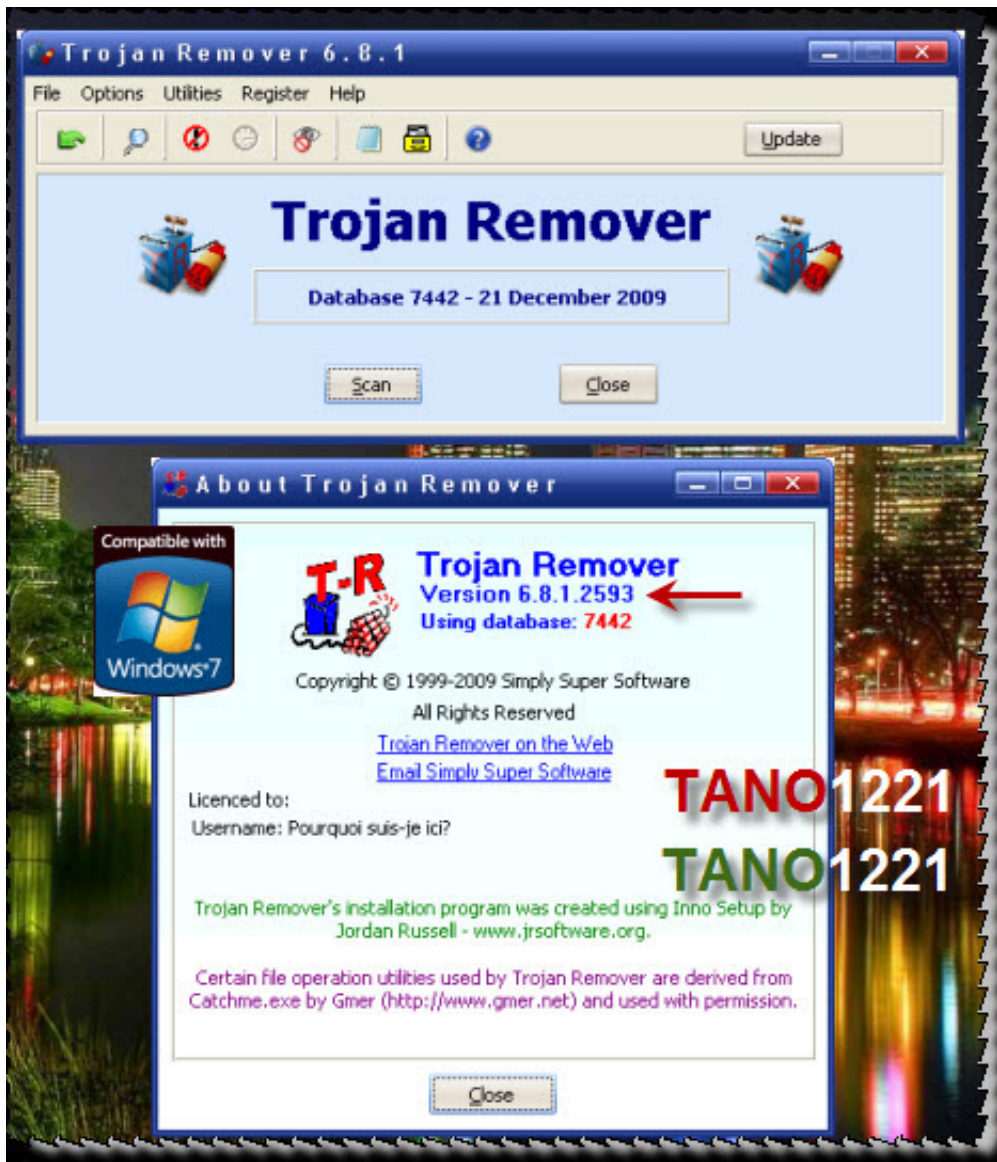 Trojan Remover 6.8.1
File Options Utilities Register Help
Update
Trojan Remover
Database 7442 - 21 December 2009
Scan
Close
About Trojan Remover
Compatible with
Windows 7
T-R
Trojan Remover
Version 6.8.1.2593
Using database: 7442
Copyright © 1999-2009 Simply Super Software
All Rights Reserved
Trojan Remover on the Web
Email Simply Super Software
Licenced to:
Username: Pourquoi suis-je ici?
TANO1221
TANO1221
Trojan Remover's installation program was created using Inno Setup by
Jordan Russell - www.jrsoftware.org.
Certain file operation utilities used by Trojan Remover are derived from
Catchme.exe by Gmer (http://www.gmer.net) and used with permission.
Close